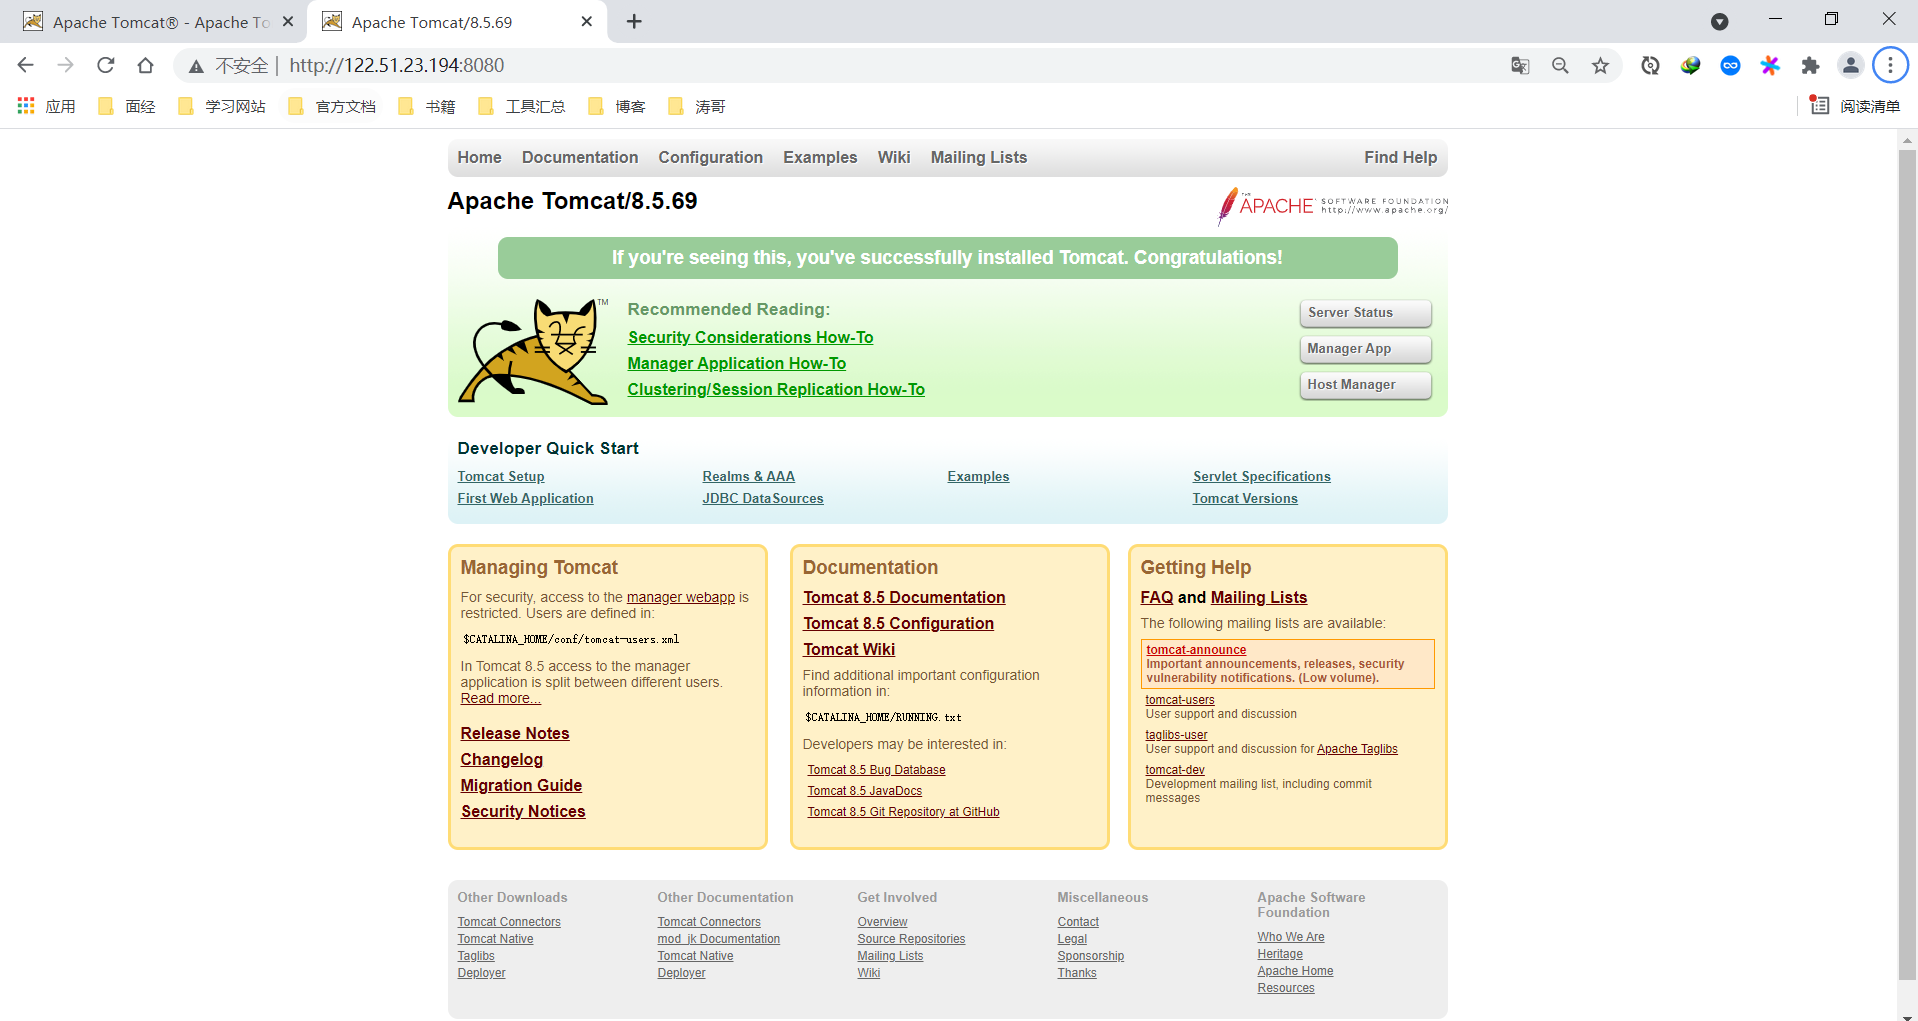 Apache Tomcat® - Apache To
Apache Tomcat/8.5.69
不安全 | http://122.51.23.194:8080
应用 面经 学习网站 官方文档 书籍 工具汇总 博客 涛哥 阅读清单
Home Documentation Configuration Examples Wiki Mailing Lists Find Help
Apache Tomcat/8.5.69
THE APACHE SOFTWARE FOUNDATION
http://www.apache.org/
If you're seeing this, you've successfully installed Tomcat. Congratulations!
TM
Recommended Reading:
Security Considerations How-To
Manager Application How-To
Clustering/Session Replication How-To
Server Status
Manager App
Host Manager
Developer Quick Start
Tomcat Setup Realms & AAA Examples Servlet Specifications
First Web Application JDBC DataSources Tomcat Versions
Managing Tomcat
For security, access to the manager webapp is
restricted. Users are defined in:
$CATALINA_HOME/conf/tomcat-users.xml
In Tomcat 8.5 access to the manager
application is split between different users.
Read more...
Release Notes
Changelog
Migration Guide
Security Notices
Documentation
Tomcat 8.5 Documentation
Tomcat 8.5 Configuration
Tomcat Wiki
Find additional important configuration
information in:
$CATALINA_HOME/RUNNING.txt
Developers may be interested in:
Tomcat 8.5 Bug Database
Tomcat 8.5 JavaDocs
Tomcat 8.5 Git Repository at GitHub
Getting Help
FAQ and Mailing Lists
The following mailing lists are available:
tomcat-announce
Important announcements, releases, security
vulnerability notifications. (Low volume).
tomcat-users
User support and discussion
taglibs-user
User support and discussion for Apache Taglibs
tomcat-dev
Development mailing list, including commit
messages
Other Downloads
Tomcat Connectors
Tomcat Native
Taglibs
Deployer
Other Documentation
Tomcat Connectors
mod_jk Documentation
Tomcat Native
Deployer
Get Involved
Overview
Source Repositories
Mailing Lists
Wiki
Miscellaneous
Contact
Legal
Sponsorship
Thanks
Apache Software
Foundation
Who We Are
Heritage
Apache Home
Resources